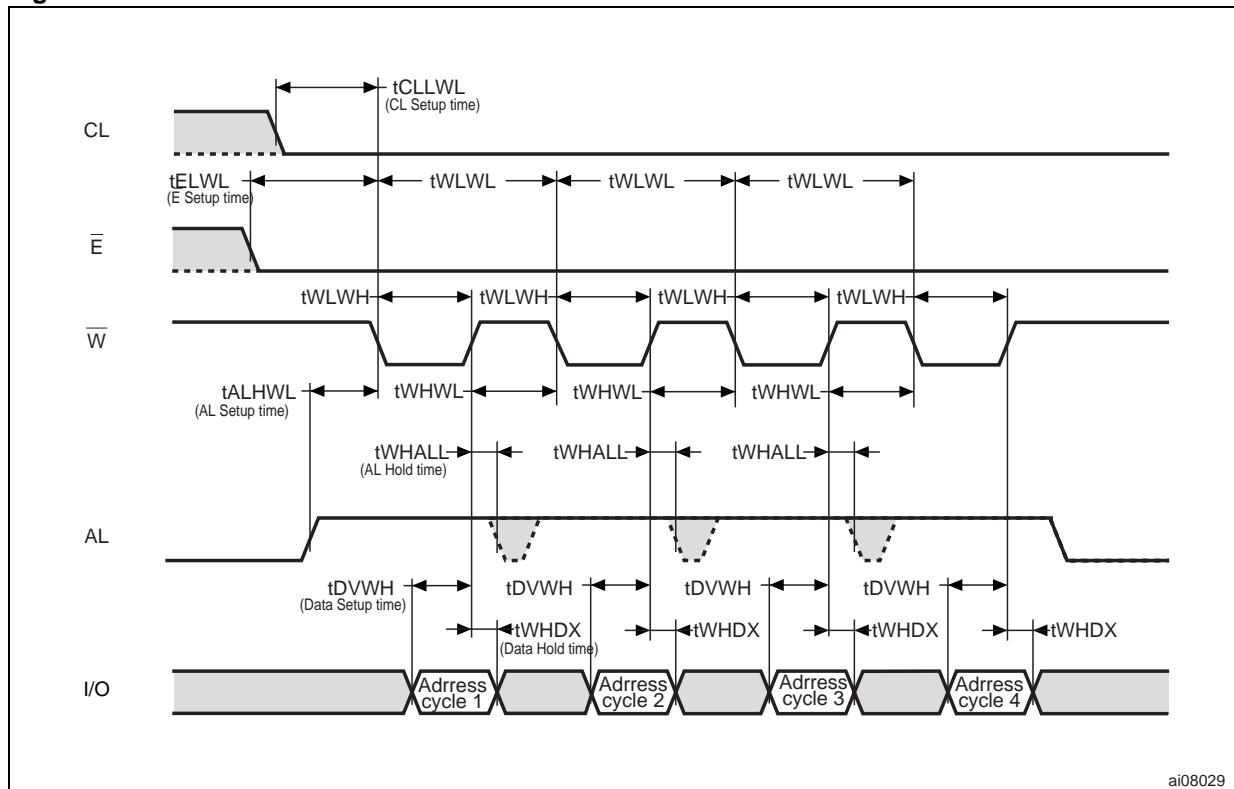 tCLLWL
(CL Setup time)
CL
tELWL tWLWL tWLWL tWLWL
(E Setup time)
E
tWLWH tWLWH tWLWH tWLWH
W
tALHWL tWHWL tWHWL tWHWL
(AL Setup time)
tWHALL tWHALL tWHALL
(AL Hold time)
AL
tDVWH tDVWH tDVWH tDVWH
(Data Setup time)
tWHDX tWHDX tWHDX tWHDX
(Data Hold time)
I/O
Adrress cycle 1
Adrress cycle 2
Adrress cycle 3
Adrress cycle 4
ai08029